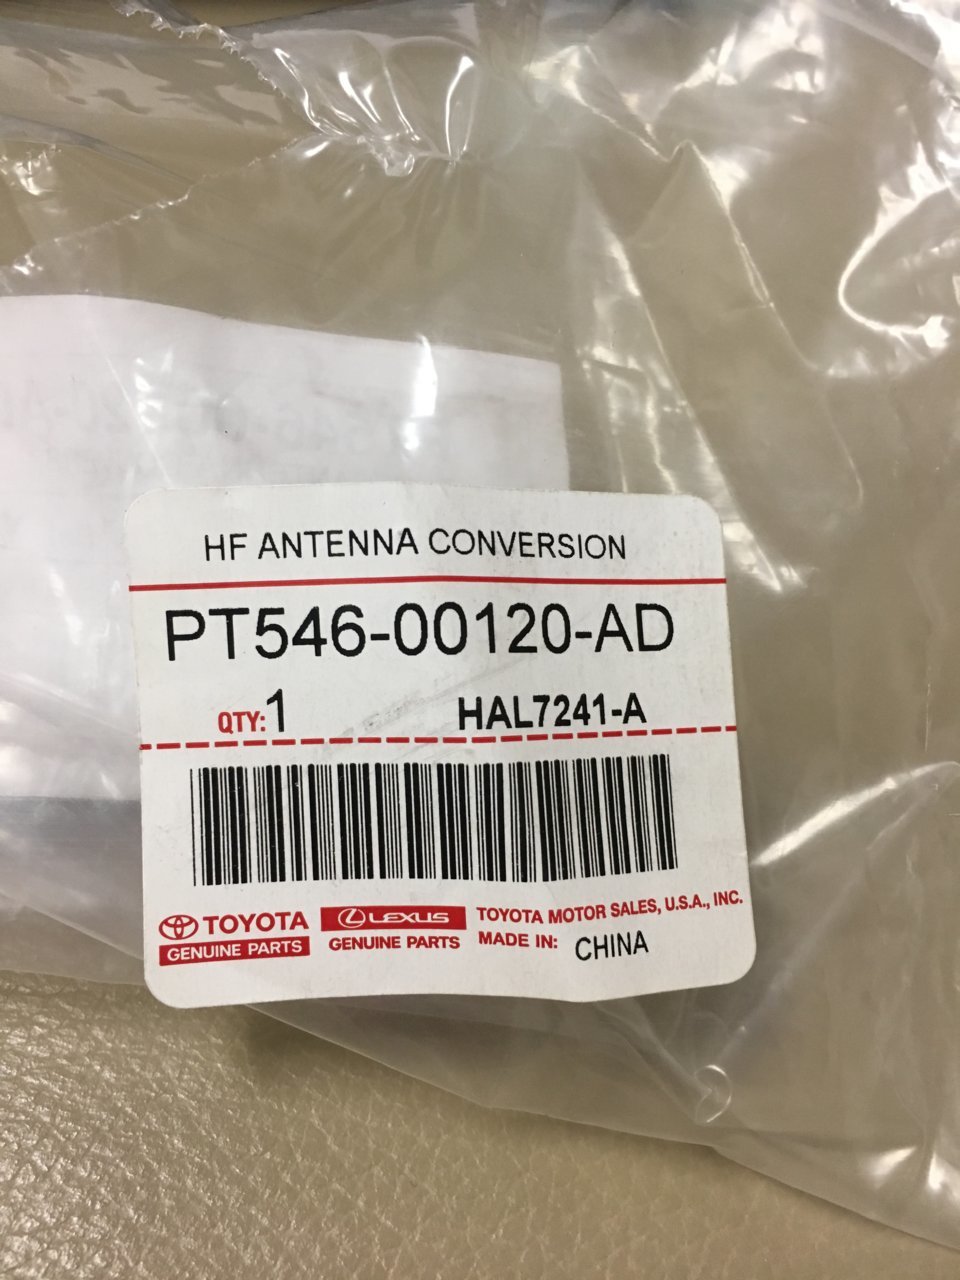 HF ANTENNA CONVERSION
PT546-00120-AD
QTY: 1 HAL7241-A
TOYOTA
GENUINE PARTS
LEXUS
GENUINE PARTS
TOYOTA MOTOR SALES, U.S.A., INC.
MADE IN: CHINA